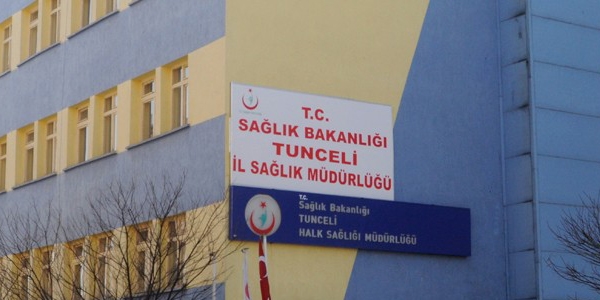 T.C.
SAĞLIK BAKANLIĞI
TUNCELİ
İL SAĞLIK MÜDÜRLÜĞÜ
T.C.
Sağlık Bakanlığı
TUNCELİ
HALK SAĞLIĞI MÜDÜRLÜĞÜ